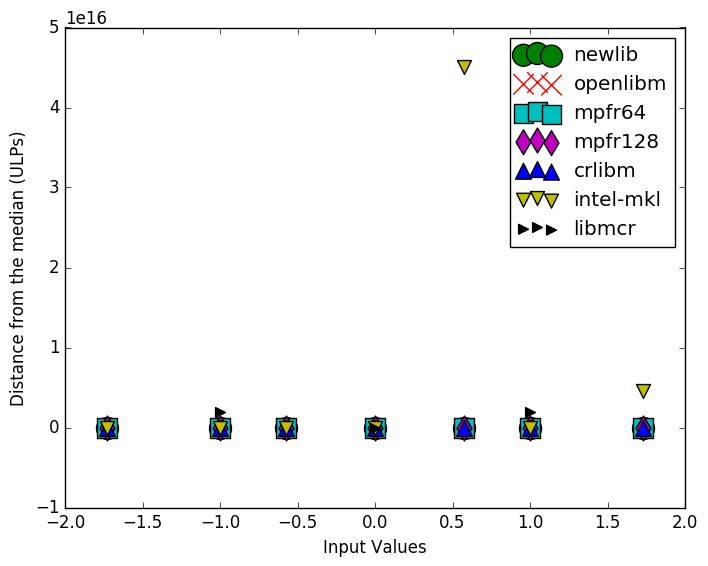 1e16
5
4
3
2
1
0
−1
−2.0 −1.5 −1.0 −0.5 0.0 0.5 1.0 1.5 2.0
Input Values
Distance from the median (ULPs)
newlib
openlibm
mpfr64
mpfr128
crlibm
intel-mkl
libmcr